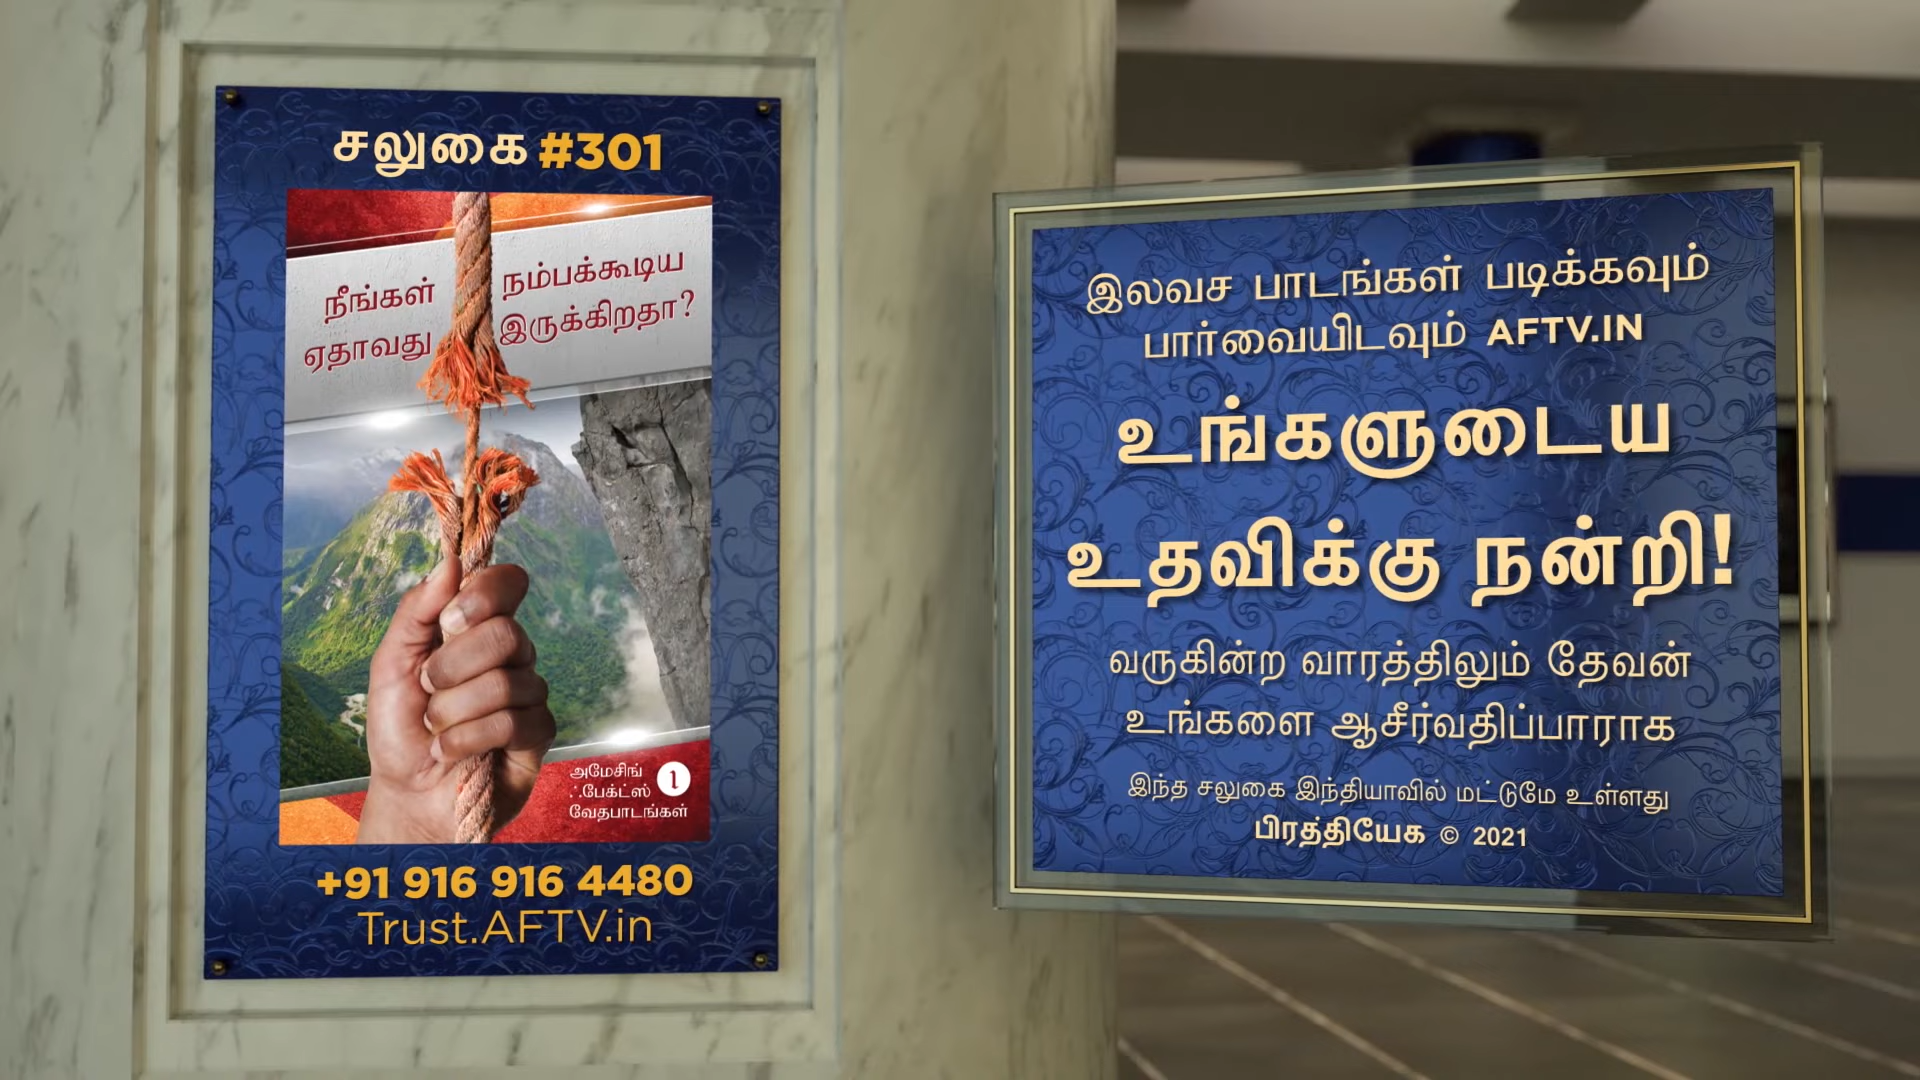 சலுகை #301
நீங்கள் நம்பக்கூடிய
ஏதாவது இருக்கிறதா?
அமேசிங் 1
ஃபேக்ட்ஸ்
வேதபாடங்கள்
+91 916 916 4480
Trust.AFTV.in
இலவச பாடங்கள் படிக்கவும்
பார்வையிடவும் AFTV.IN
உங்களுடைய
உதவிக்கு நன்றி!
வருகின்ற வாரத்திலும் தேவன்
உங்களை ஆசீர்வதிப்பாராக
இந்த சலுகை இந்தியாவில் மட்டுமே உள்ளது
பிரத்தியேக © 2021